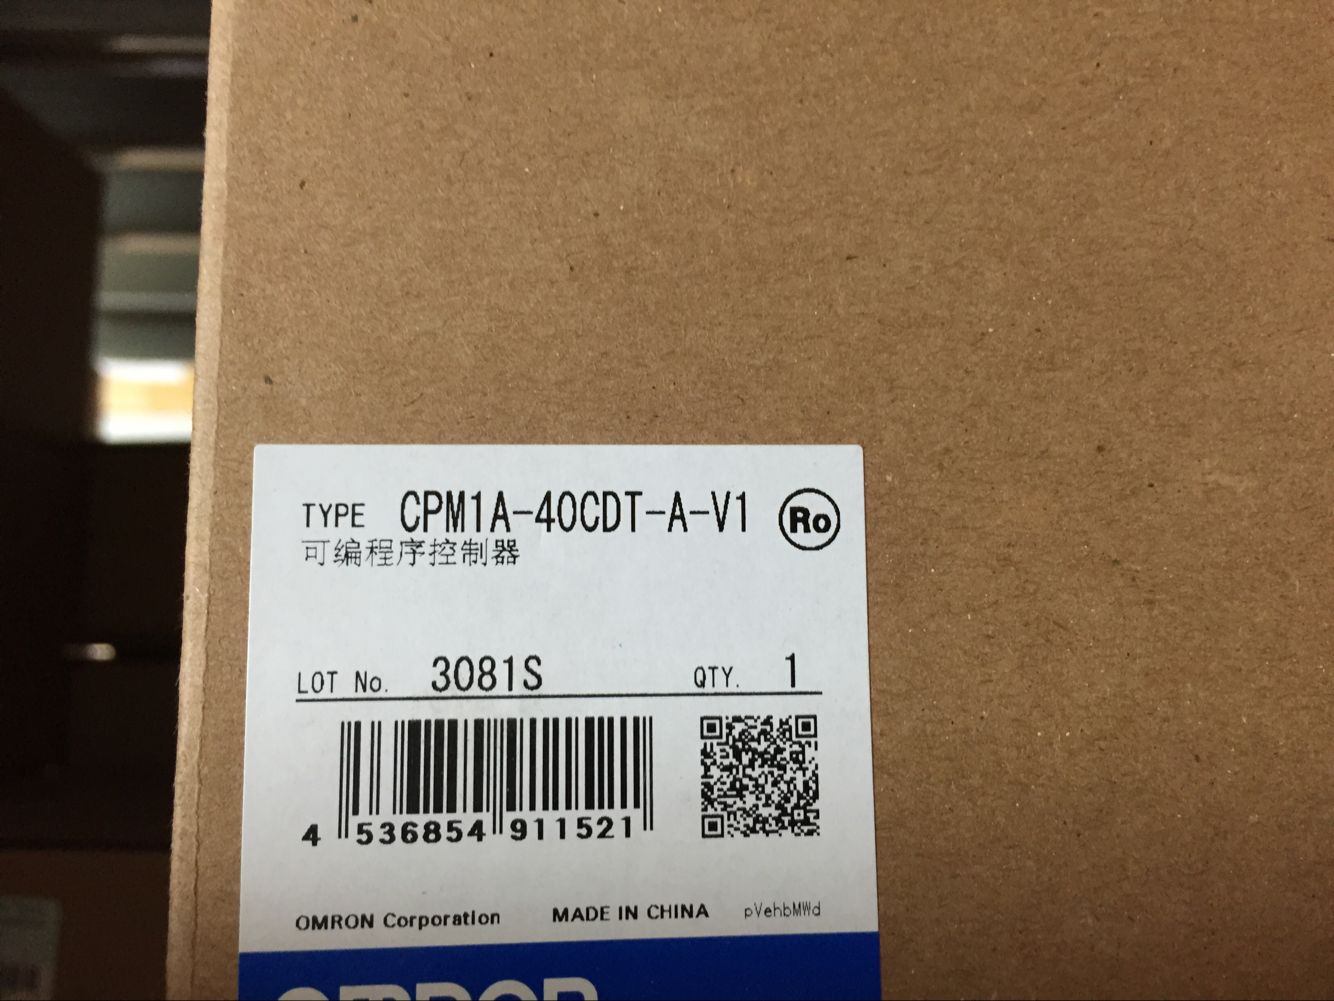 TYPE CPM1A-40CDT-A-V1 Ro
可编程序控制器
LOT No. 3081S QTY. 1
4 536854 911521
OMRON Corporation MADE IN CHINA pVehbMWd
OMRON